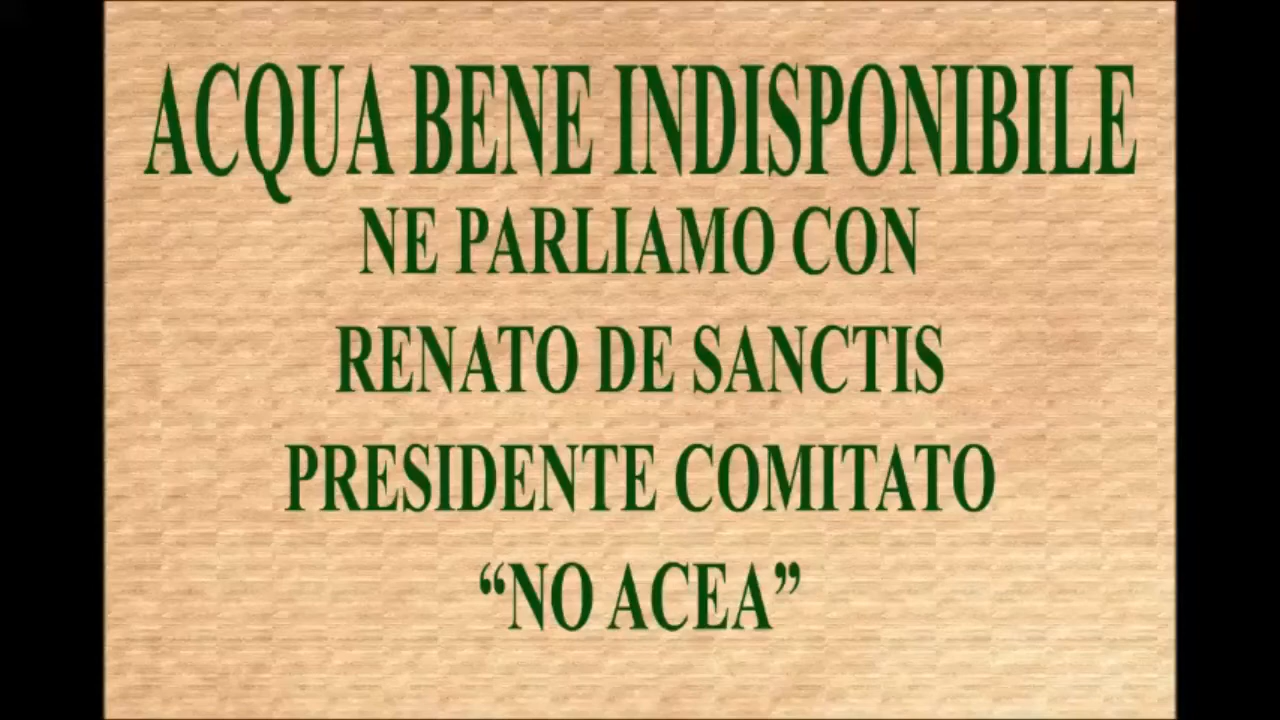 ACQUA BENE INDISPONIBILE
NE PARLIAMO CON
RENATO DE SANCTIS
PRESIDENTE COMITATO
“NO ACEA”